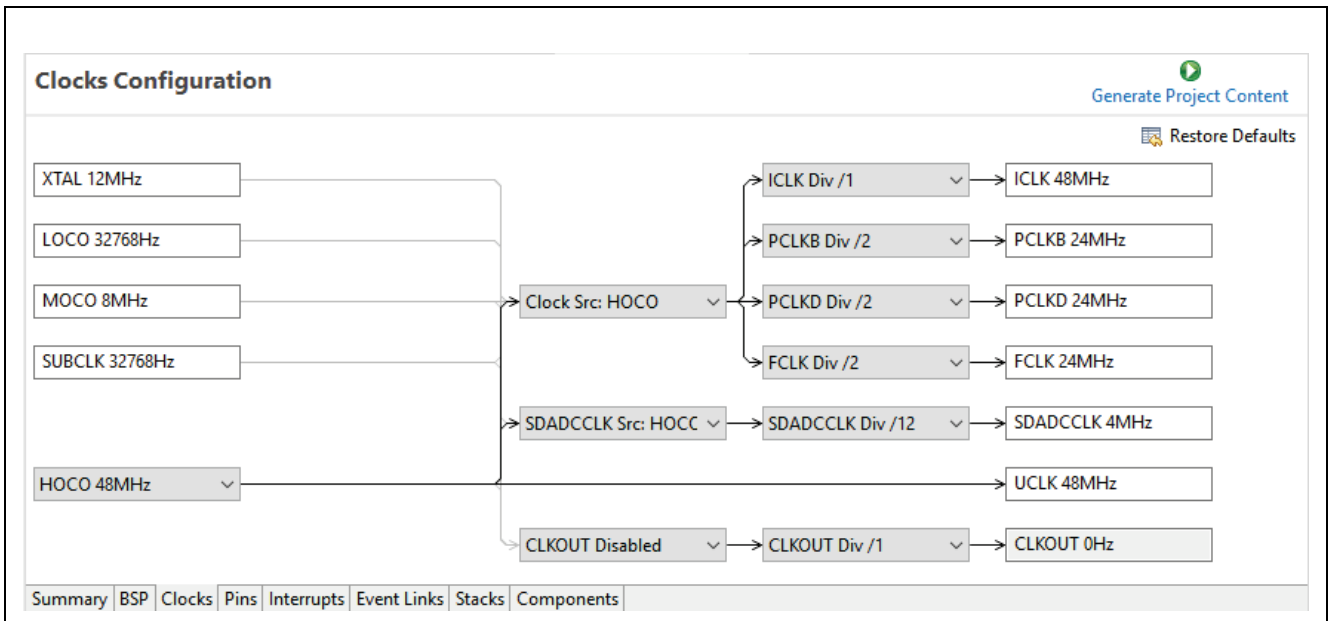 Clocks Configuration
Generate Project Content
Restore Defaults
XTAL 12MHz
ICLK Div /1
ICLK 48MHz
LOCO 32768Hz
PCLKB Div /2
PCLKB 24MHz
MOCO 8MHz
Clock Src: HOCO
PCLKD Div /2
PCLKD 24MHz
SUBCLK 32768Hz
FCLK Div /2
FCLK 24MHz
SDADCCLK Src: HOCC
SDADCCLK Div /12
SDADCCLK 4MHz
HOCO 48MHz
UCLK 48MHz
CLKOUT Disabled
CLKOUT Div /1
CLKOUT 0Hz
Summary BSP Clocks Pins Interrupts Event Links Stacks Components